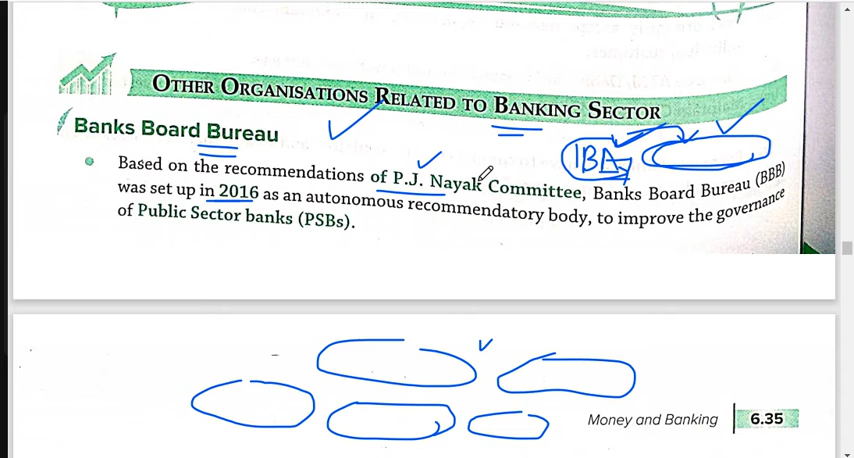 OTHER ORGANISATIONS RELATED TO BANKING SECTOR
Banks Board Bureau
IBA
Based on the recommendations of P.J. Nayak Committee, Banks Board Bureau (BBB)
was set up in 2016 as an autonomous recommendatory body, to improve the governance
of Public Sector banks (PSBs).
Money and Banking 6.35